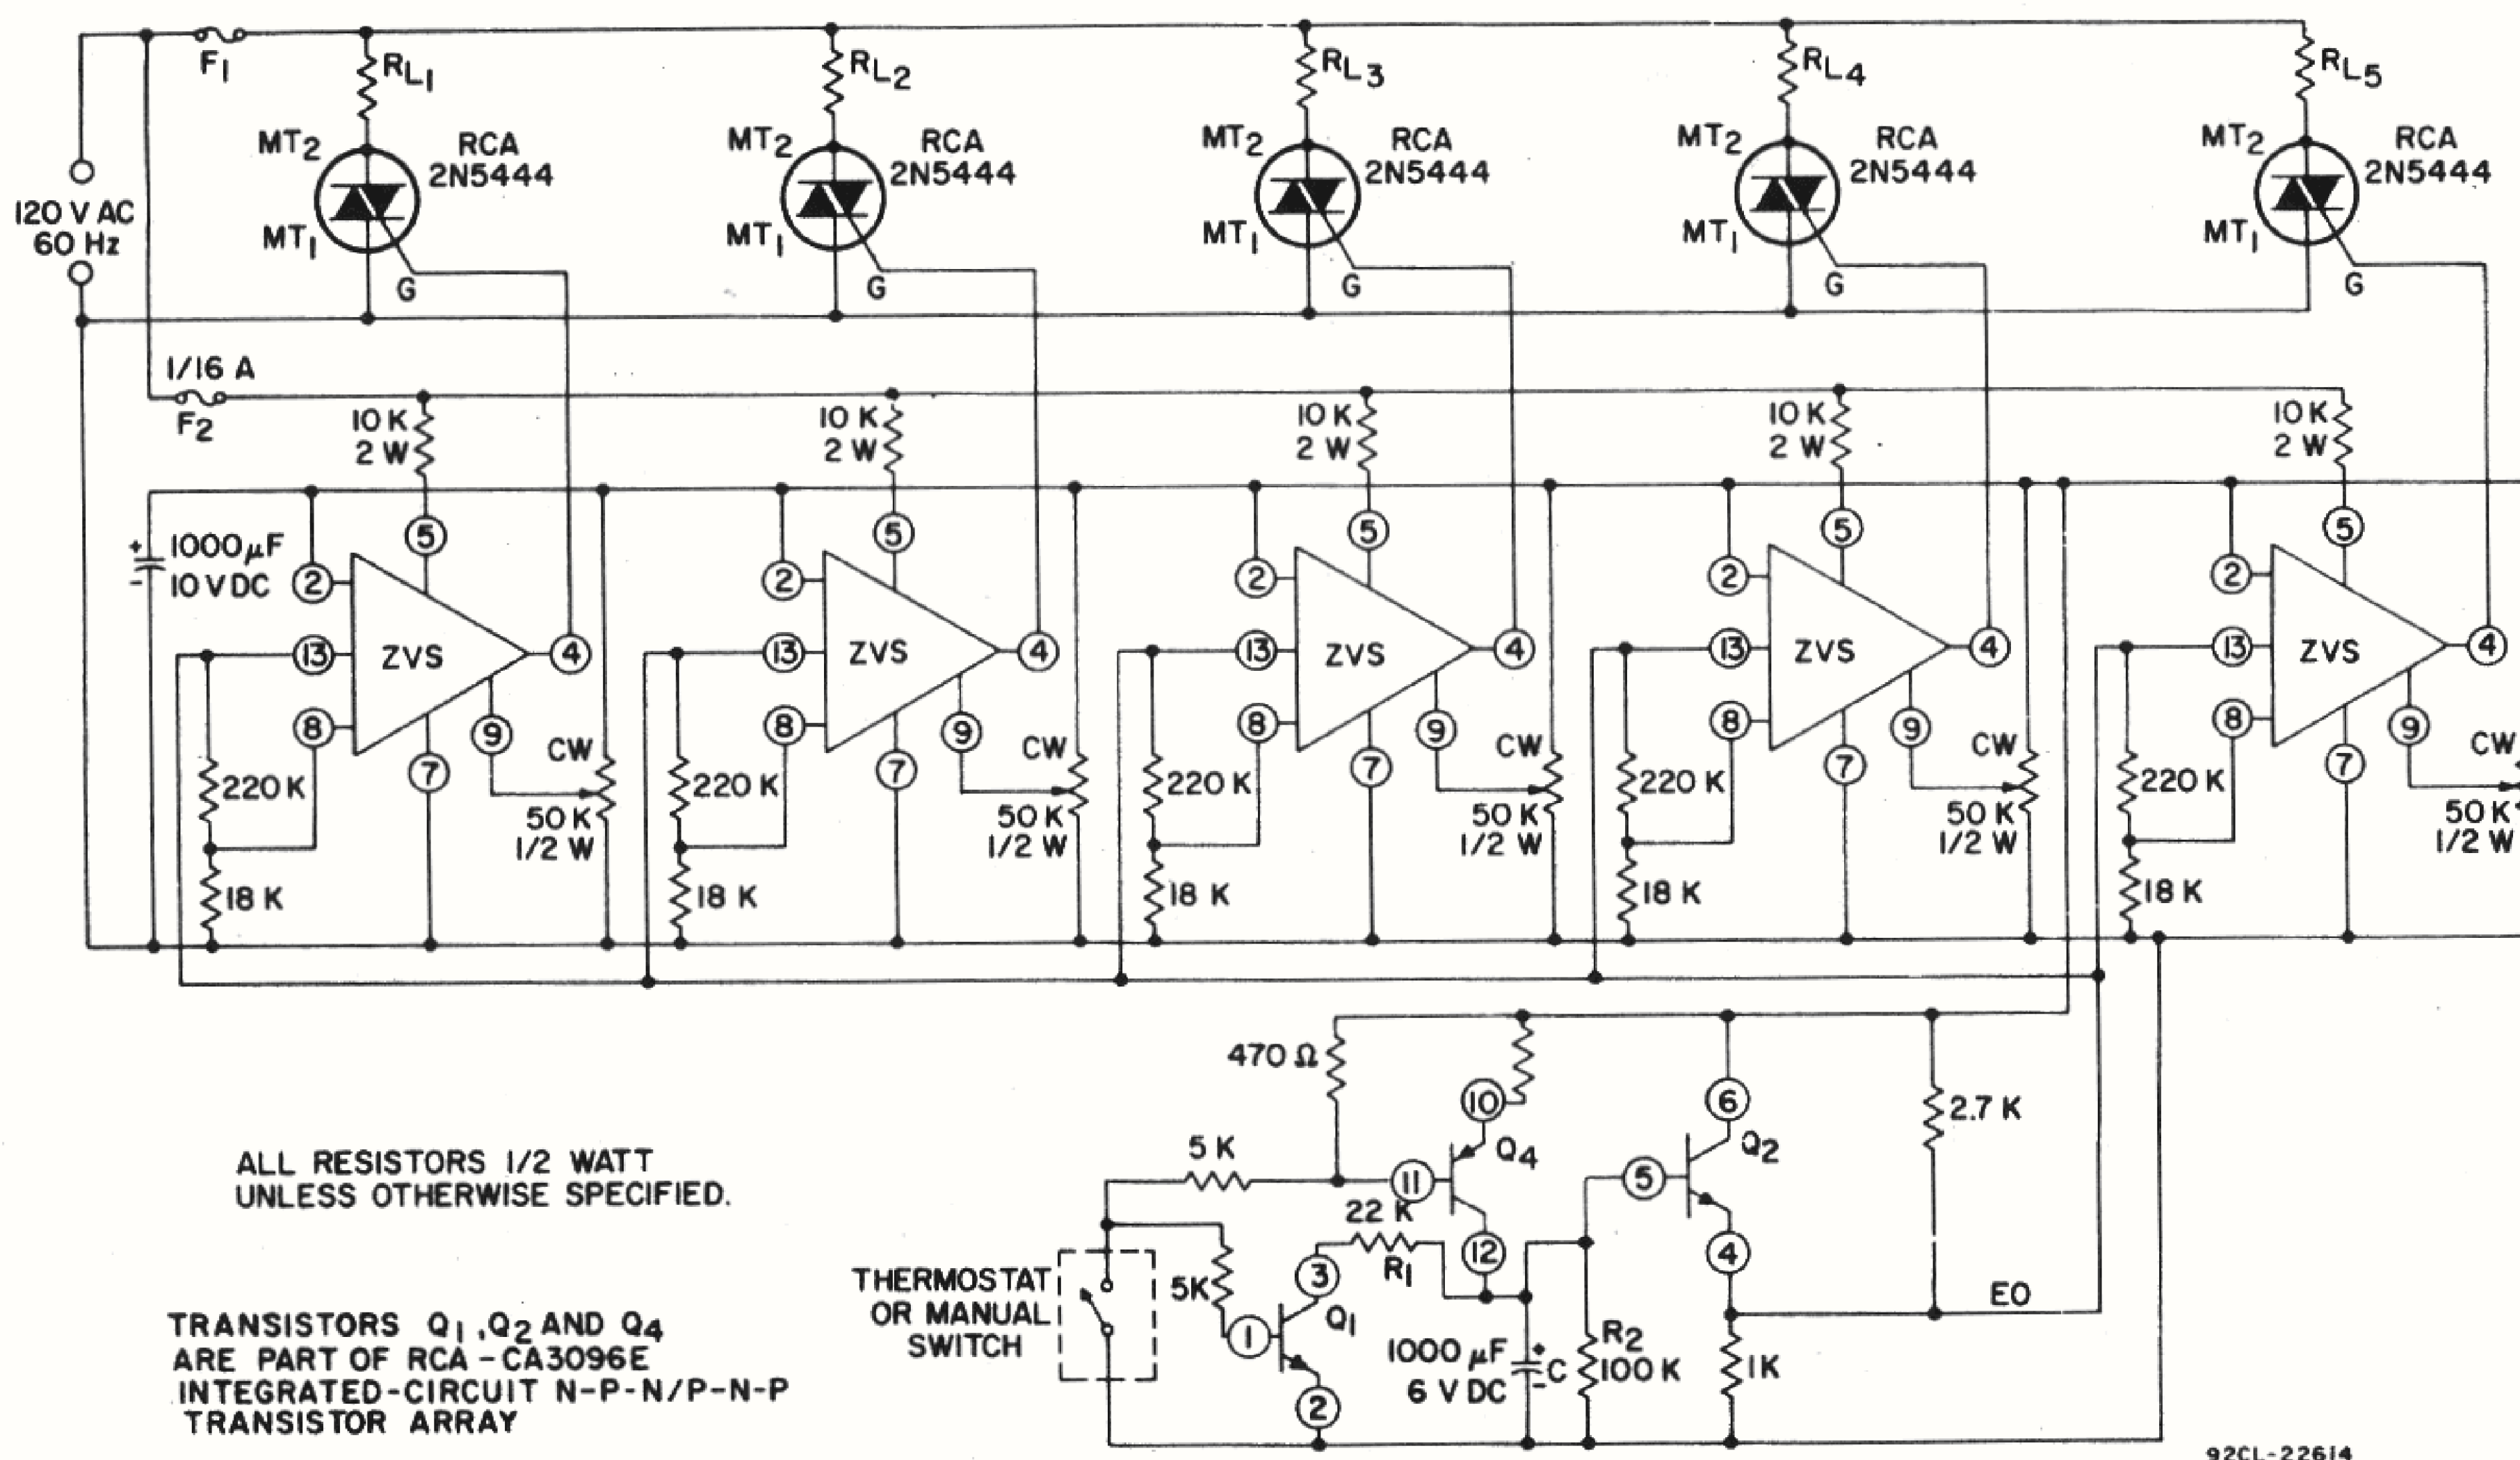 F1
RL1
RL2
RL3
RL4
RL5
MT2
RCA
2N5444
MT2
RCA
2N5444
MT2
RCA
2N5444
MT2
RCA
2N5444
MT2
RCA
2N5444
120 V AC
60 Hz
MT1
MT1
MT1
MT1
MT1
G
G
G
G
G
1/16 A
F2
10 K
2 W
10 K
2 W
10 K
2 W
10 K
2 W
10 K
2 W
+ 1000 µF
- 10 V DC
5
5
5
5
5
2
2
2
2
2
13
ZVS
4
13
ZVS
4
13
ZVS
4
13
ZVS
4
13
ZVS
4
8
9
7
CW
8
9
7
CW
8
9
7
CW
8
9
7
CW
8
9
7
CW
220 K
50 K
1/2 W
220 K
50 K
1/2 W
220 K
50 K
1/2 W
220 K
50 K
1/2 W
220 K
50 K
1/2 W
18 K
18 K
18 K
18 K
18 K
470 Ω
10
6
2.7 K
5 K
11
Q4
5
Q2
22 K
R1
12
4
EO
ALL RESISTORS 1/2 WATT
UNLESS OTHERWISE SPECIFIED.
THERMOSTAT
OR MANUAL
SWITCH
5K
3
1
Q1
2
1000 µF
6 V DC
+
- C
R2
100 K
1K
TRANSISTORS Q1, Q2 AND Q4
ARE PART OF RCA-CA3096E
INTEGRATED-CIRCUIT N-P-N/P-N-P
TRANSISTOR ARRAY
92CL-22614